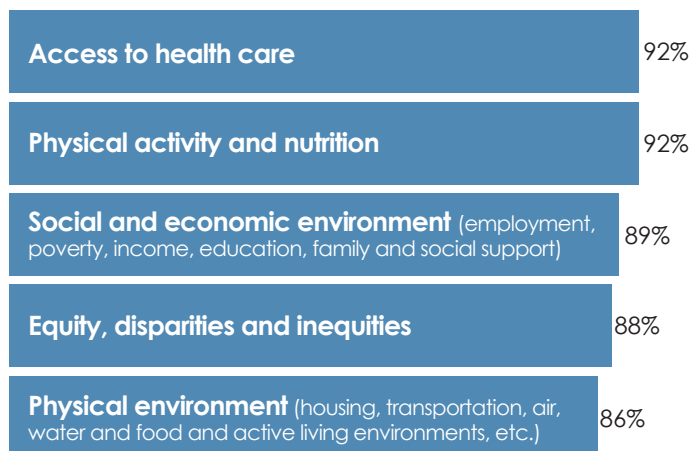 Access to health care 92%
Physical activity and nutrition 92%
Social and economic environment (employment,
poverty, income, education, family and social support) 89%
Equity, disparities and inequities 88%
Physical environment (housing, transportation, air,
water and food and active living environments, etc.) 86%